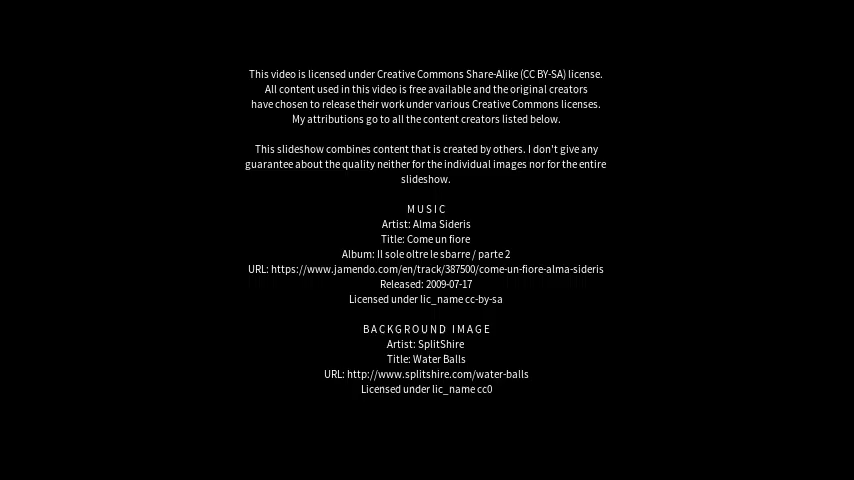 This video is licensed under Creative Commons Share-Alike (CC BY-SA) license.
All content used in this video is free available and the original creators
have chosen to release their work under various Creative Commons licenses.
My attributions go to all the content creators listed below.
This slideshow combines content that is created by others. I don't give any
guarantee about the quality neither for the individual images nor for the entire
slideshow.
MUSIC
Artist: Alma Sideris
Title: Come un fiore
Album: Il sole oltre le sbarre / parte 2
URL: https://www.jamendo.com/en/track/387500/come-un-fiore-alma-sideris
Released: 2009-07-17
Licensed under lic_name cc-by-sa
BACKGROUND IMAGE
Artist: SplitShire
Title: Water Balls
URL: http://www.splitshire.com/water-balls
Licensed under lic_name cc0